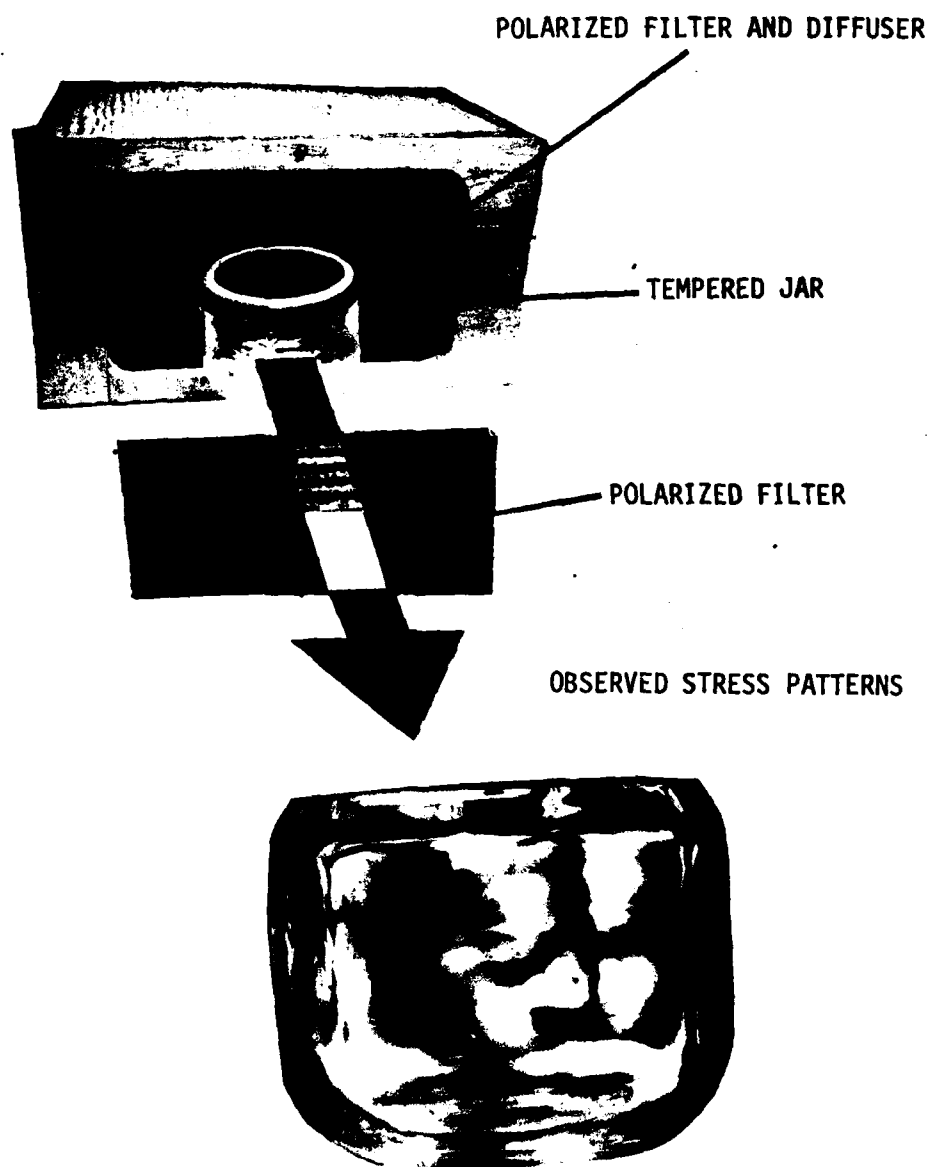 POLARIZED FILTER AND DIFFUSER
TEMPERED JAR
POLARIZED FILTER
OBSERVED STRESS PATTERNS